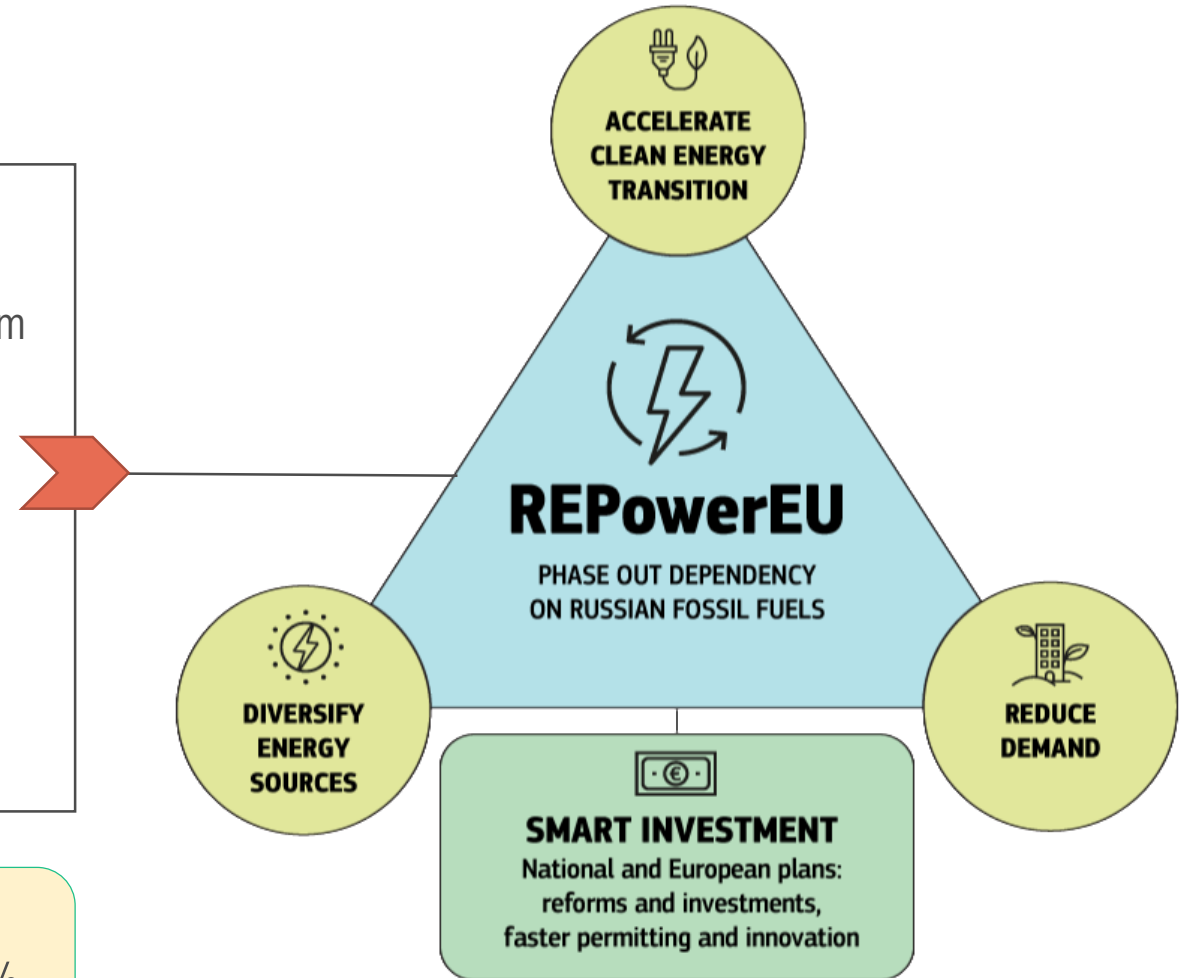 ACCELERATE
CLEAN ENERGY
TRANSITION
m
REPowerEU
PHASE OUT DEPENDENCY
ON RUSSIAN FOSSIL FUELS
DIVERSIFY
ENERGY
SOURCES
REDUCE
DEMAND
€
SMART INVESTMENT
National and European plans:
reforms and investments,
faster permitting and innovation
%